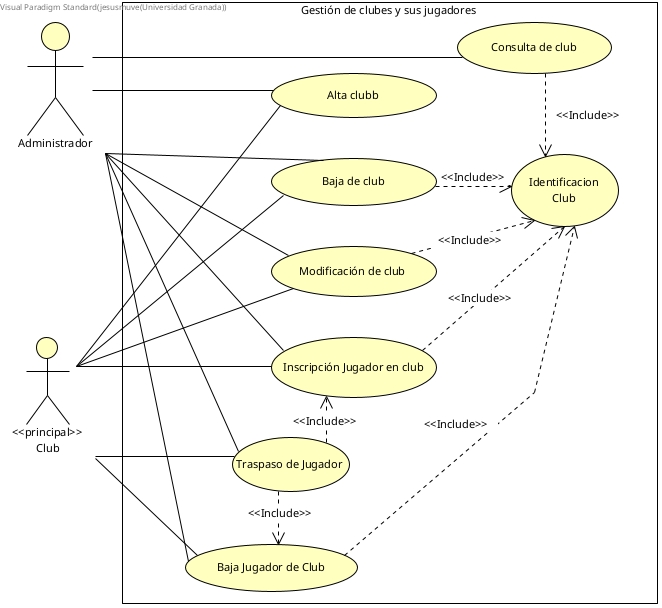 Visual Paradigm Standard(jesusmuve(Universidad Granada))
Gestión de clubes y sus jugadores
Consulta de club
Alta clubb
<<Include>>
Administrador
Baja de club
<<Include>>
Identificacion
Club
<<Include>>
Modificación de club
<<Include>>
Inscripción Jugador en club
<<principal>>
Club
<<Include>>
<<Include>>
Traspaso de Jugador
<<Include>>
Baja Jugador de Club